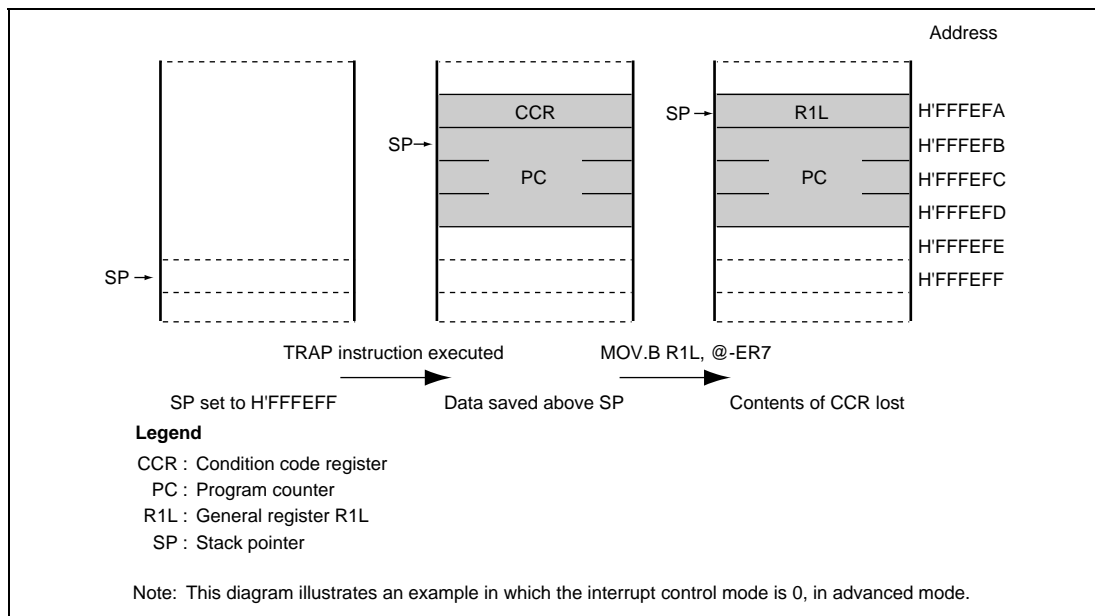 Address
CCR
SP
R1L
H'FFFEFA
SP
H'FFFEFB
PC
PC
H'FFFEFC
H'FFFEFD
H'FFFEFE
SP
H'FFFEFF
TRAP instruction executed
MOV.B R1L, @-ER7
SP set to H'FFFEFF
Data saved above SP
Contents of CCR lost
Legend
CCR : Condition code register
PC : Program counter
R1L : General register R1L
SP : Stack pointer
Note: This diagram illustrates an example in which the interrupt control mode is 0, in advanced mode.